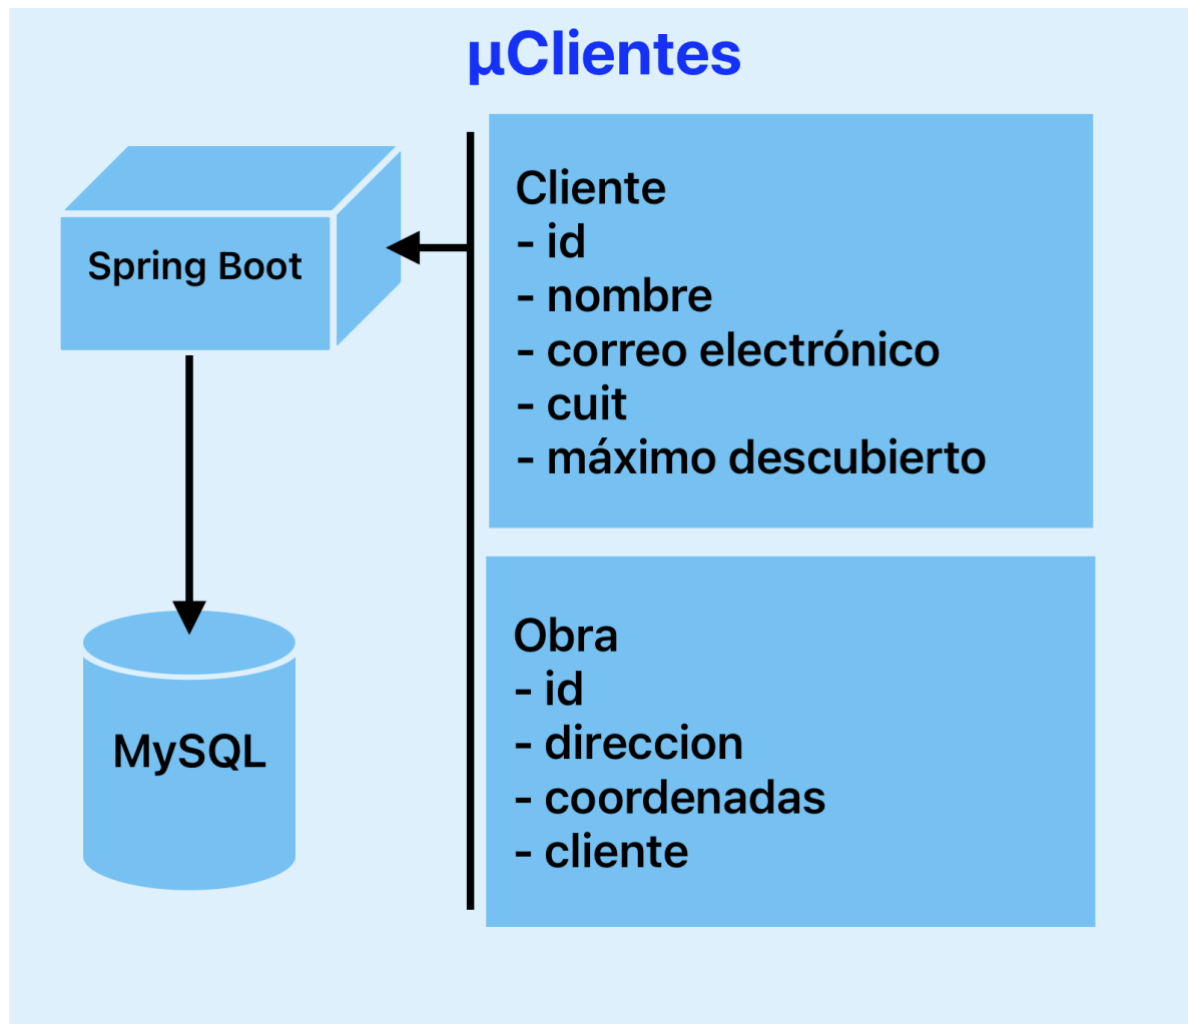 µClientes
Spring Boot
MySQL
Cliente
- id
- nombre
- correo electrónico
- cuit
- máximo descubierto
Obra
- id
- direccion
- coordenadas
- cliente